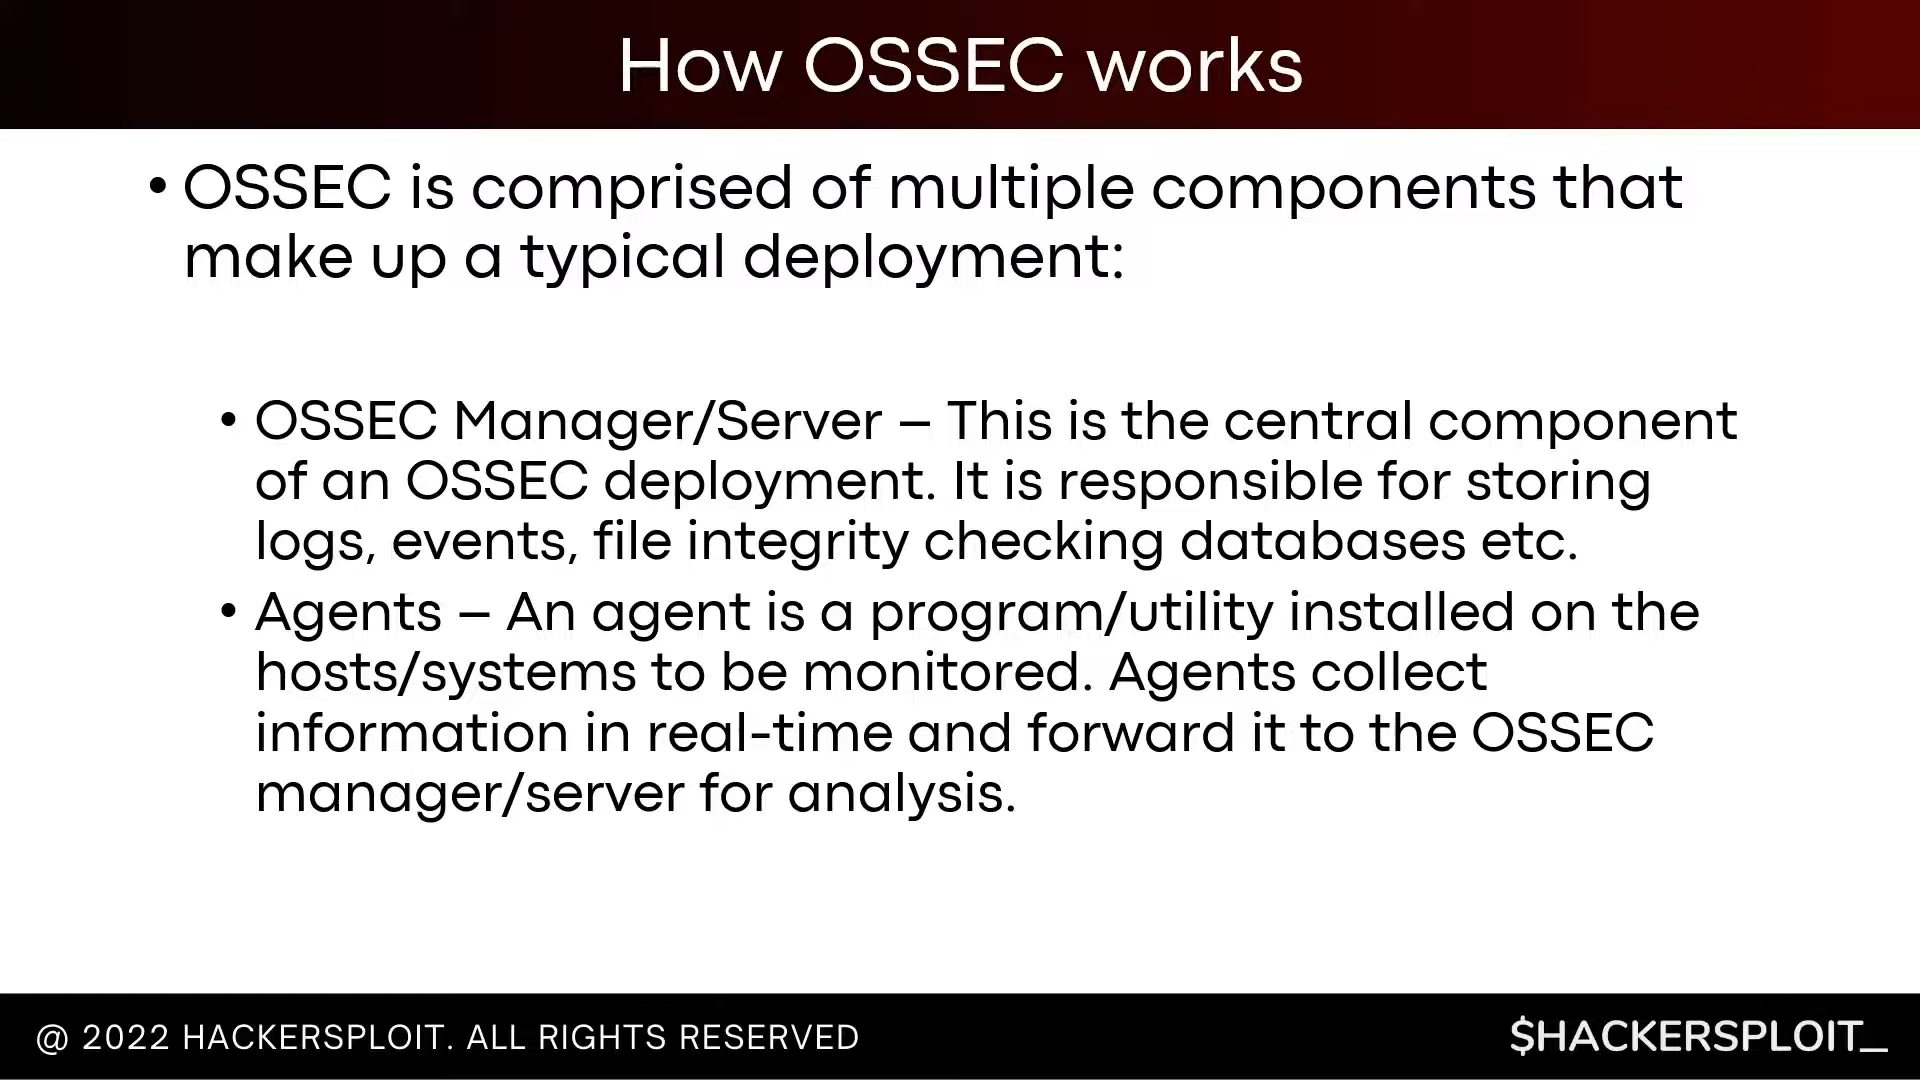 How OSSEC works
• OSSEC is comprised of multiple components that
make up a typical deployment:
• OSSEC Manager/Server – This is the central component
of an OSSEC deployment. It is responsible for storing
logs, events, file integrity checking databases etc.
• Agents – An agent is a program/utility installed on the
hosts/systems to be monitored. Agents collect
information in real-time and forward it to the OSSEC
manager/server for analysis.
@ 2022 HACKERSPLOIT. ALL RIGHTS RESERVED
$HACKERSPLOIT_